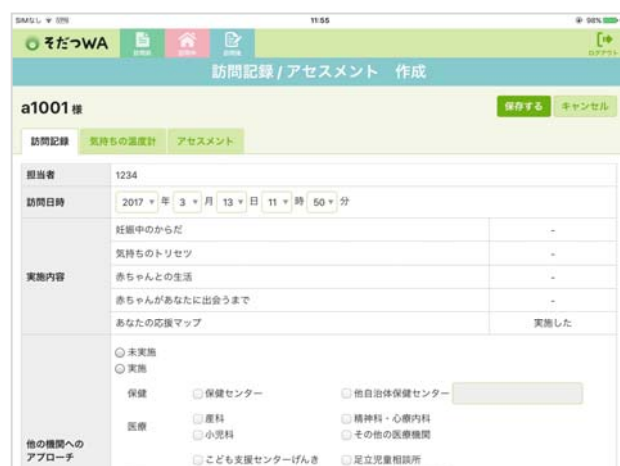 SIMなし
11:55
98%
そだつWA
訪問前
訪問中
訪問後
ログアウト
訪問記録 / アセスメント 作成
a1001 様
保存する キャンセル
訪問記録 気持ちの温度計 アセスメント
担当者 1234
訪問日時 2017 年 3 月 13 日 11 時 50 分
実施内容
妊娠中のからだ -
気持ちのトリセツ -
赤ちゃんとの生活 -
赤ちゃんがあなたに出会うまで -
あなたの応援マップ 実施した
他の機関への
アプローチ
未実施
実施
保健 保健センター 他自治体保健センター
医療 産科 精神科・心療内科
小児科 その他の医療機関
こども支援センターげんき 足立児童相談所